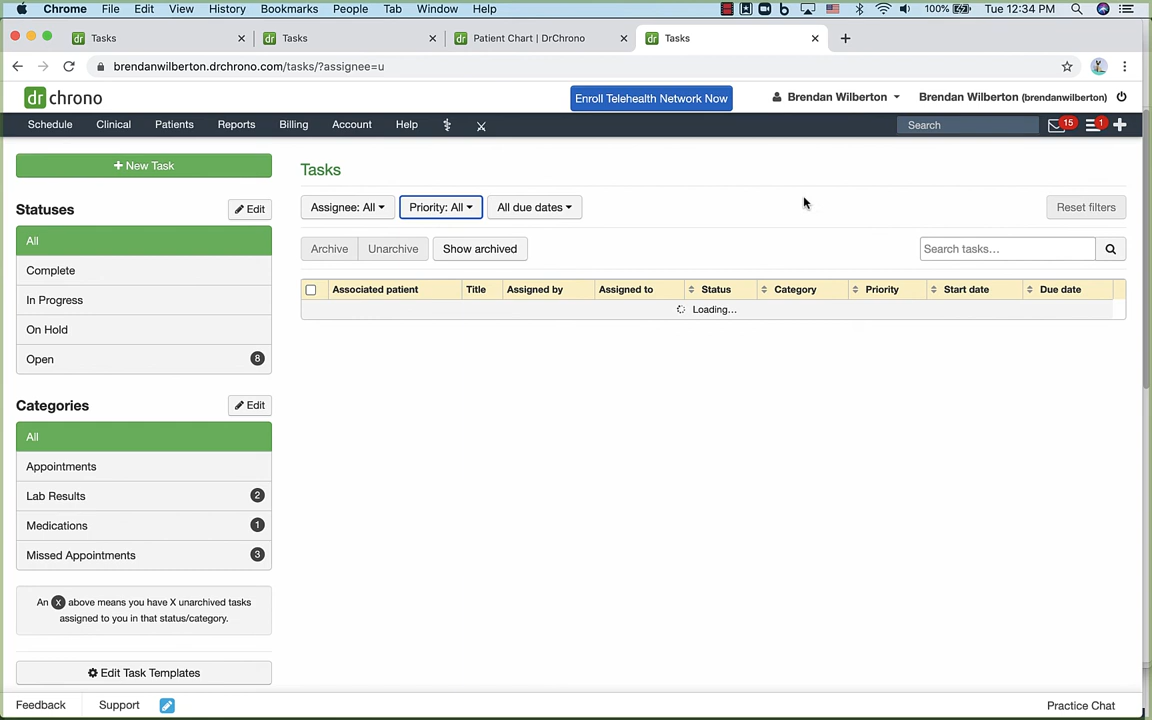 Chrome File Edit View History Bookmarks People Tab Window Help 100% Tue 12:34 PM
Tasks Tasks Patient Chart | DrChrono Tasks
brendanwilberton.drchrono.com/tasks/?assignee=u
dr chrono Enroll Telehealth Network Now Brendan Wilberton Brendan Wilberton (brendanwilberton)
Schedule Clinical Patients Reports Billing Account Help Search 15 1
New Task
Tasks
Statuses Edit
Assignee: All Priority: All All due dates Reset filters
All
Archive Unarchive Show archived Search tasks...
Complete
Associated patient Title Assigned by Assigned to Status Category Priority Start date Due date
In Progress
Loading...
On Hold
Open 8
Categories Edit
All
Appointments
Lab Results 2
Medications 1
Missed Appointments 3
An X above means you have X unarchived tasks
assigned to you in that status/category.
Edit Task Templates
Feedback Support Practice Chat